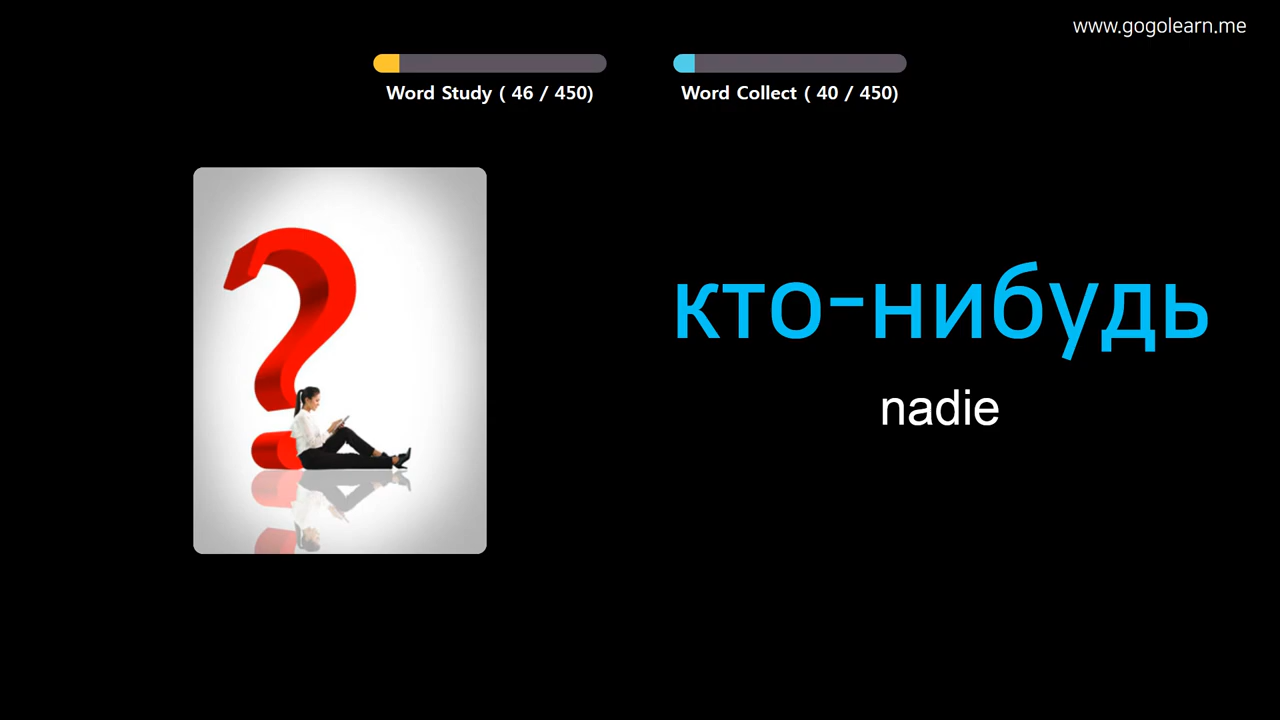 www.gogolearn.me
Word Study ( 46 / 450)
Word Collect ( 40 / 450)
кто-нибудь
nadie